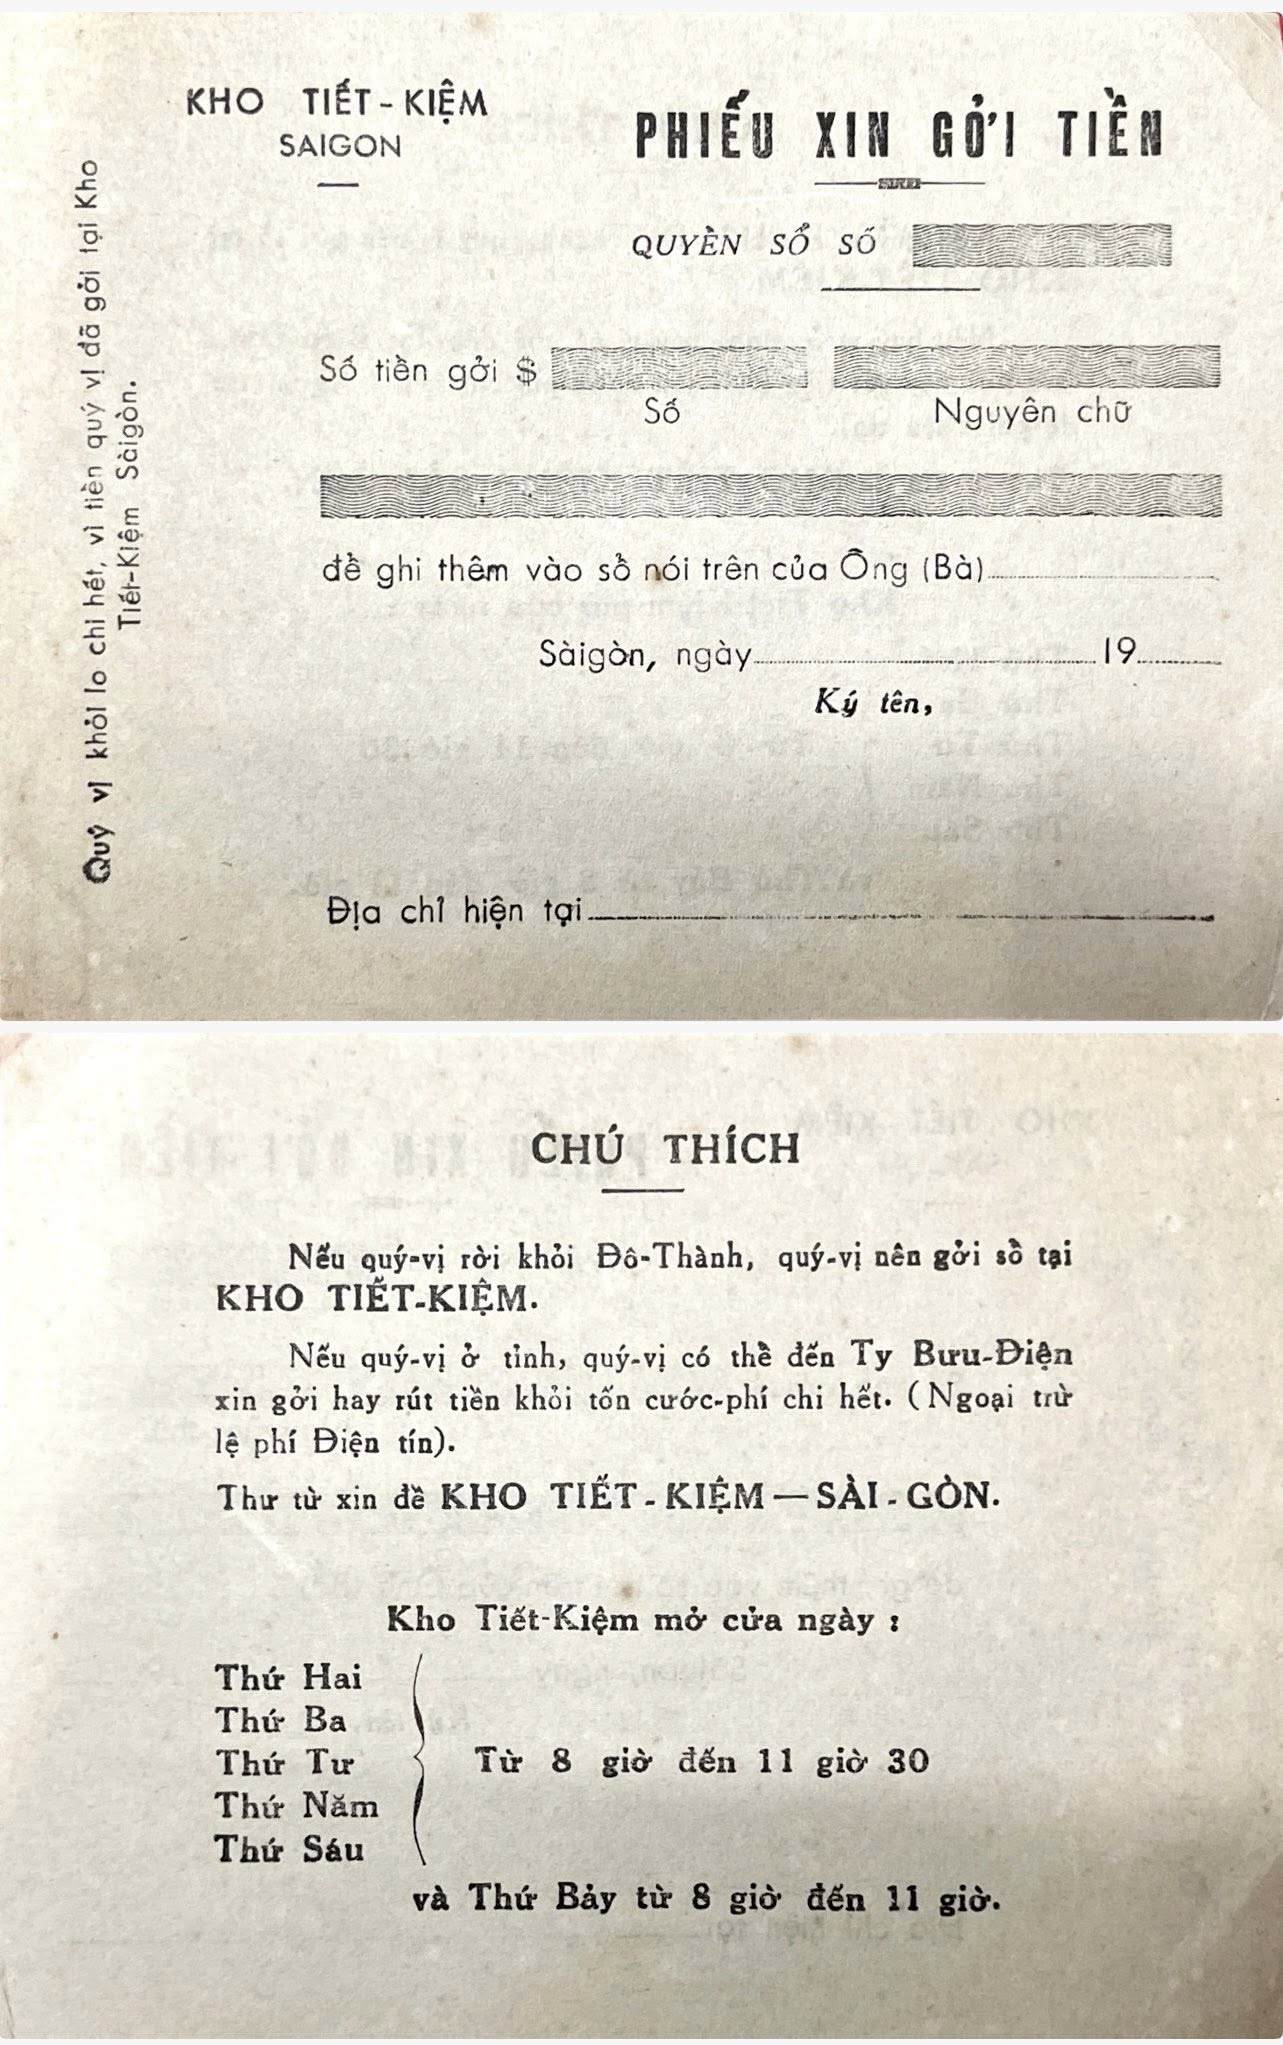 KHO TIẾT-KIỆM
SAIGON
PHIẾU XIN GỞI TIỀN
QUYỀN SỔ SỐ
Số tiền gởi $
Số
Nguyên chữ
để ghi thêm vào sổ nói trên của Ông (Bà)
Sàigòn, ngày 19
Ký tên,
Địa chỉ hiện tại
Quý vị khỏi lo chi hết, vì tiền quý vị đã gởi tại Kho
Tiết-Kiệm Sàigòn.
CHÚ THÍCH
Nếu quý-vị rời khỏi Đô-Thành, quý-vị nên gởi sổ tại
KHO TIẾT-KIỆM.
Nếu quý-vị ở tỉnh, quý-vị có thể đến Ty Bưu-Điện
xin gởi hay rút tiền khỏi tốn cước-phí chi hết. (Ngoại trừ
lệ phí Điện tín).
Thư từ xin đề KHO TIẾT-KIỆM — SÀI-GÒN.
Kho Tiết-Kiệm mở cửa ngày :
Thứ Hai
Thứ Ba
Thứ Tư Từ 8 giờ đến 11 giờ 30
Thứ Năm
Thứ Sáu
và Thứ Bảy từ 8 giờ đến 11 giờ.